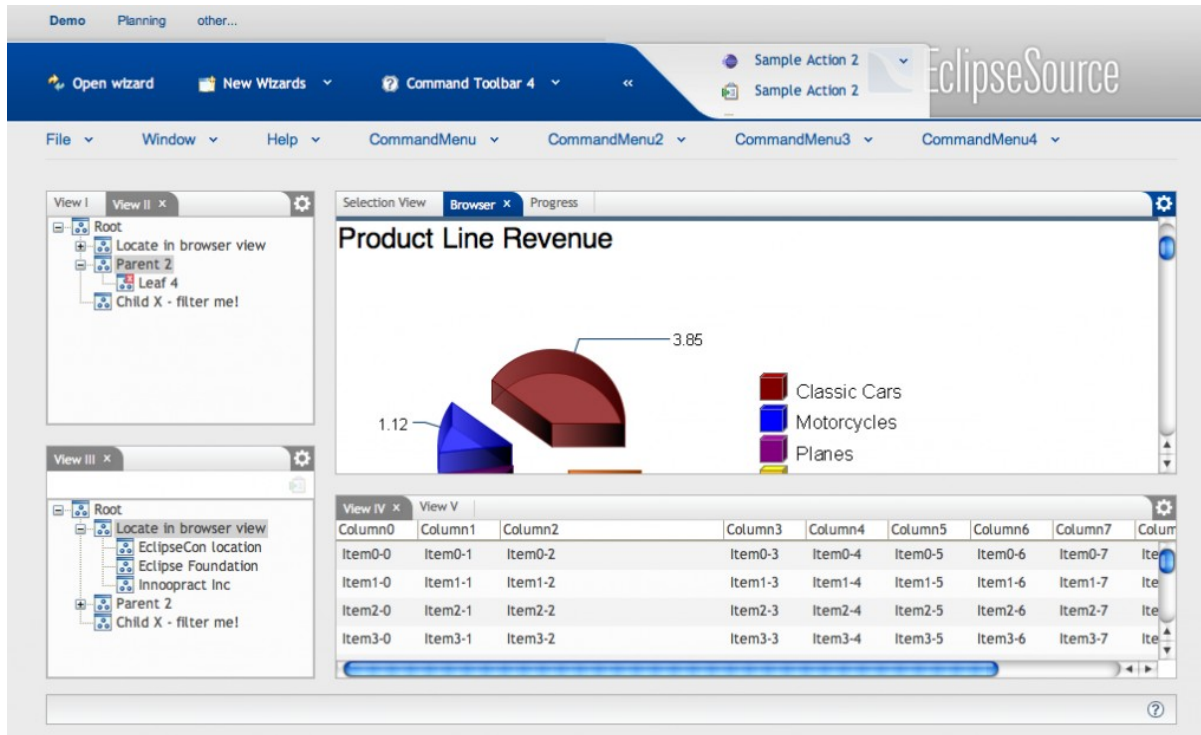 Demo Planning other...
Open wizard New Wizards Command Toolbar 4 « Sample Action 2
Sample Action 2
EclipseSource
File Window Help CommandMenu CommandMenu2 CommandMenu3 CommandMenu4
View I View II
Root
Locate in browser view
Parent 2
Leaf 4
Child X - filter me!
Selection View Browser Progress
Product Line Revenue
3.85
1.12
Classic Cars
Motorcycles
Planes
View III
Root
Locate in browser view
EclipseCon location
Eclipse Foundation
Innoopract Inc
Parent 2
Child X - filter me!
View IV View V
Column0 Column1 Column2 Column3 Column4 Column5 Column6 Column7 Colum
Item0-0 Item0-1 Item0-2 Item0-3 Item0-4 Item0-5 Item0-6 Item0-7 Ite
Item1-0 Item1-1 Item1-2 Item1-3 Item1-4 Item1-5 Item1-6 Item1-7 Ite
Item2-0 Item2-1 Item2-2 Item2-3 Item2-4 Item2-5 Item2-6 Item2-7 Ite
Item3-0 Item3-1 Item3-2 Item3-3 Item3-4 Item3-5 Item3-6 Item3-7 Ite